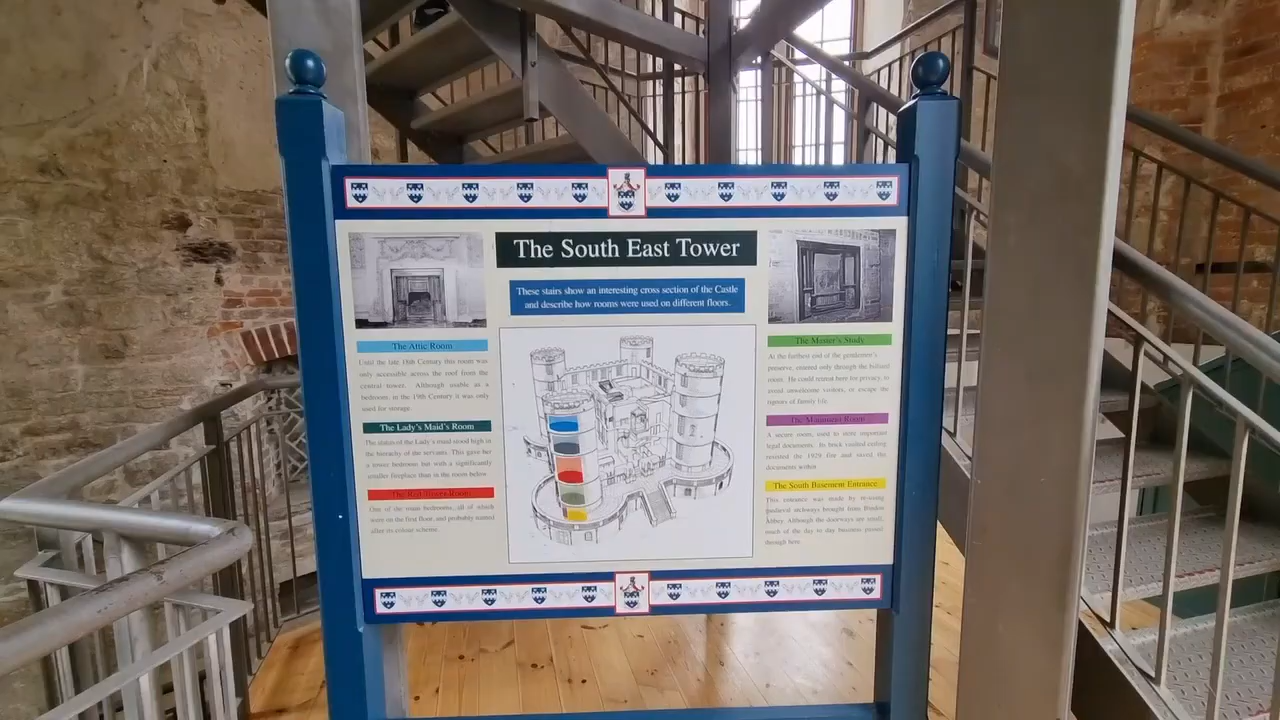 The South East Tower
These stairs show an interesting cross section of the Castle
and describe how rooms were used on different floors.
The Attic Room
Until the late 18th Century this room was
only accessible across the roof from the
central tower. Although usable as a
bedroom, in the 19th Century it was only
used for storage.
The Lady's Maid's Room
The status of the Lady's maid stood high in
the hierarchy of the servants. This gave her
a tower bedroom but with a significantly
smaller fireplace than in the room below.
The Red Tower Room
One of the main bedrooms, all of which
were on the first floor, and probably named
after its colour scheme.
The Master's Study
At the furthest end of the gentlemen's
preserve, entered only through the billiard
room. He could retreat here for privacy, to
avoid unwelcome visitors, or escape the
rigours of family life.
The Muniment Room
A secure room, used to store important
legal documents. Its brick vaulted ceiling
resisted the 1929 fire and saved the
documents within.
The South Basement Entrance
This entrance was made by re-using
medieval archways brought from Bindon
Abbey. Although the doorways are small,
much of the day to day business passed
through here.